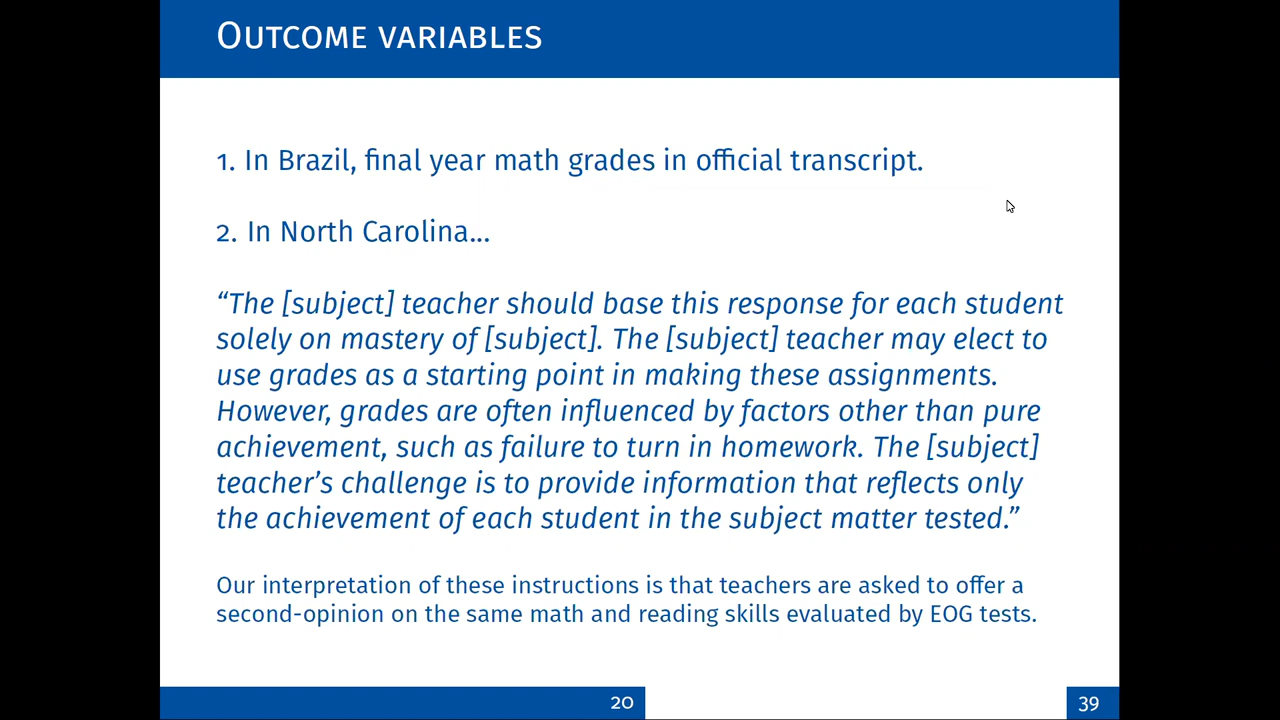 OUTCOME VARIABLES
1. In Brazil, final year math grades in official transcript.
2. In North Carolina...
“The [subject] teacher should base this response for each student
solely on mastery of [subject]. The [subject] teacher may elect to
use grades as a starting point in making these assignments.
However, grades are often influenced by factors other than pure
achievement, such as failure to turn in homework. The [subject]
teacher’s challenge is to provide information that reflects only
the achievement of each student in the subject matter tested.”
Our interpretation of these instructions is that teachers are asked to offer a
second-opinion on the same math and reading skills evaluated by EOG tests.
20
39